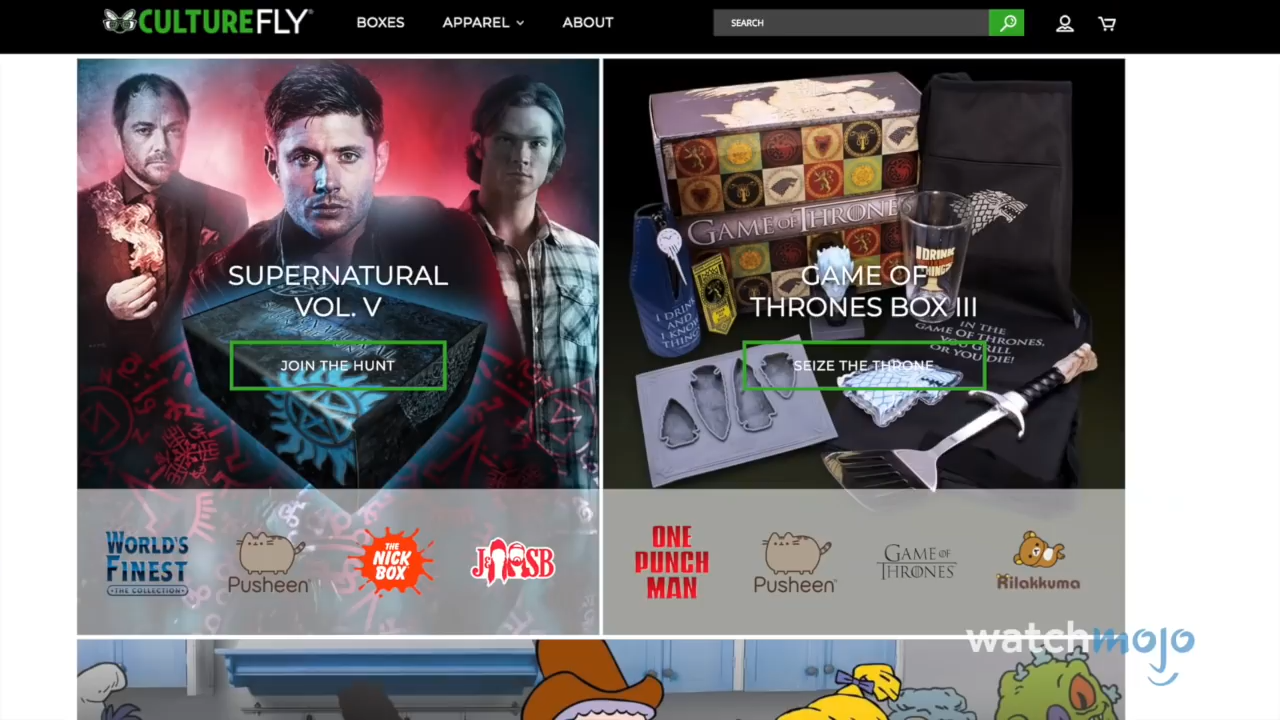 CULTUREFLY
BOXES
APPAREL
ABOUT
SEARCH
SUPERNATURAL
VOL. V
JOIN THE HUNT
GAME OF THRONES
I DRINK
AND
I KNOW
THINGS
I DRINK
THINGS
GAME OF
THRONES BOX III
IN THE
GAME OF THRONES,
YOU GRILL
OR YOU DIE!
SEIZE THE THRONE
WORLD'S
FINEST
•THE COLLECTION•
Pusheen
THE
NICK
BOX
J&SB
ONE
PUNCH
MAN
Pusheen
GAME OF
THRONES
Rilakkuma
watchmojo